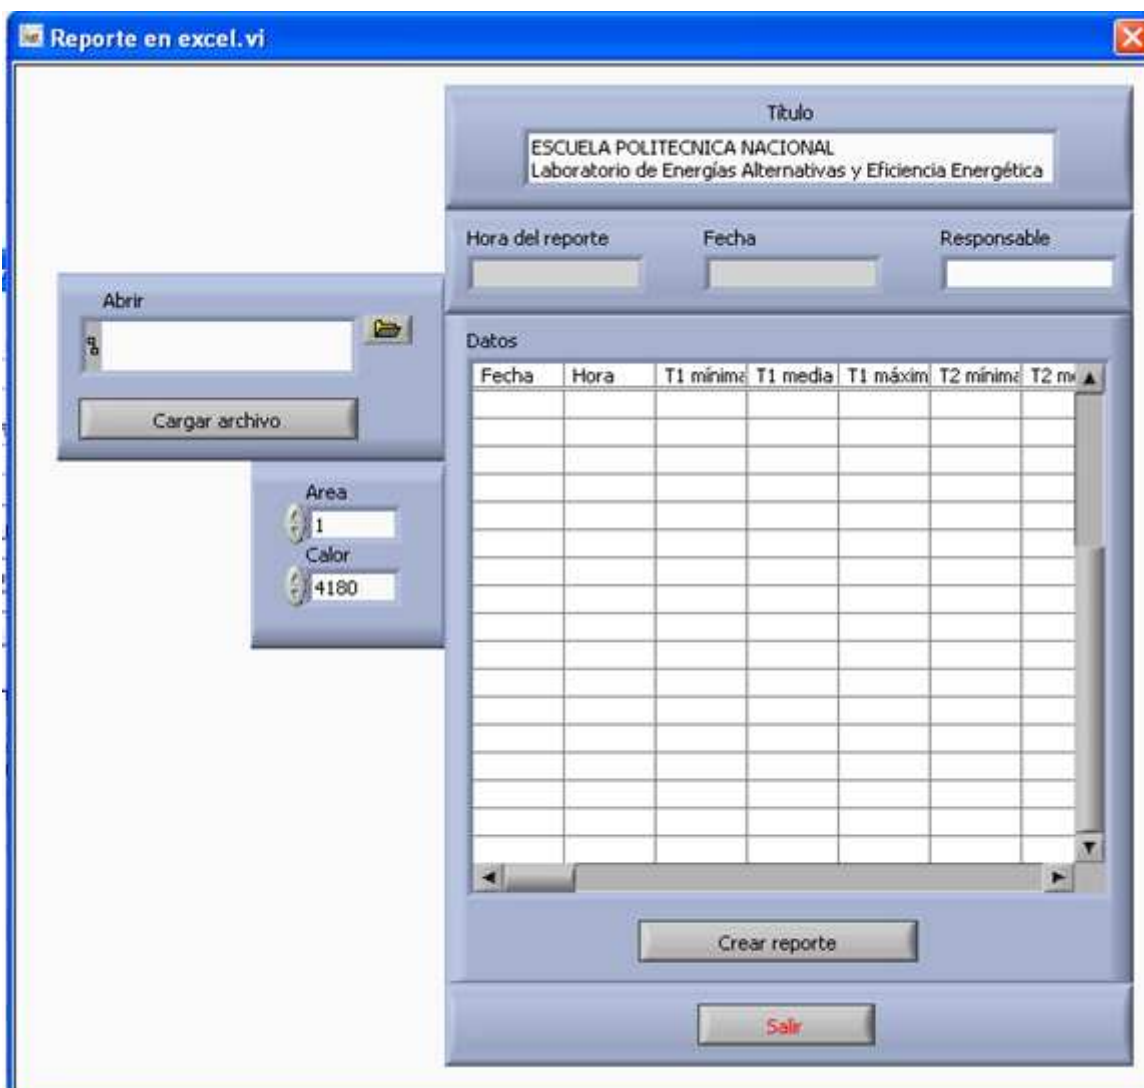 Reporte en excel.vi
Título
ESCUELA POLITECNICA NACIONAL
Laboratorio de Energías Alternativas y Eficiencia Energética
Hora del reporte Fecha Responsable
Abrir
Cargar archivo
Area
1
Calor
4180
Datos
Fecha Hora T1 mínima T1 media T1 máxim T2 mínima T2 m
Crear reporte
Salir